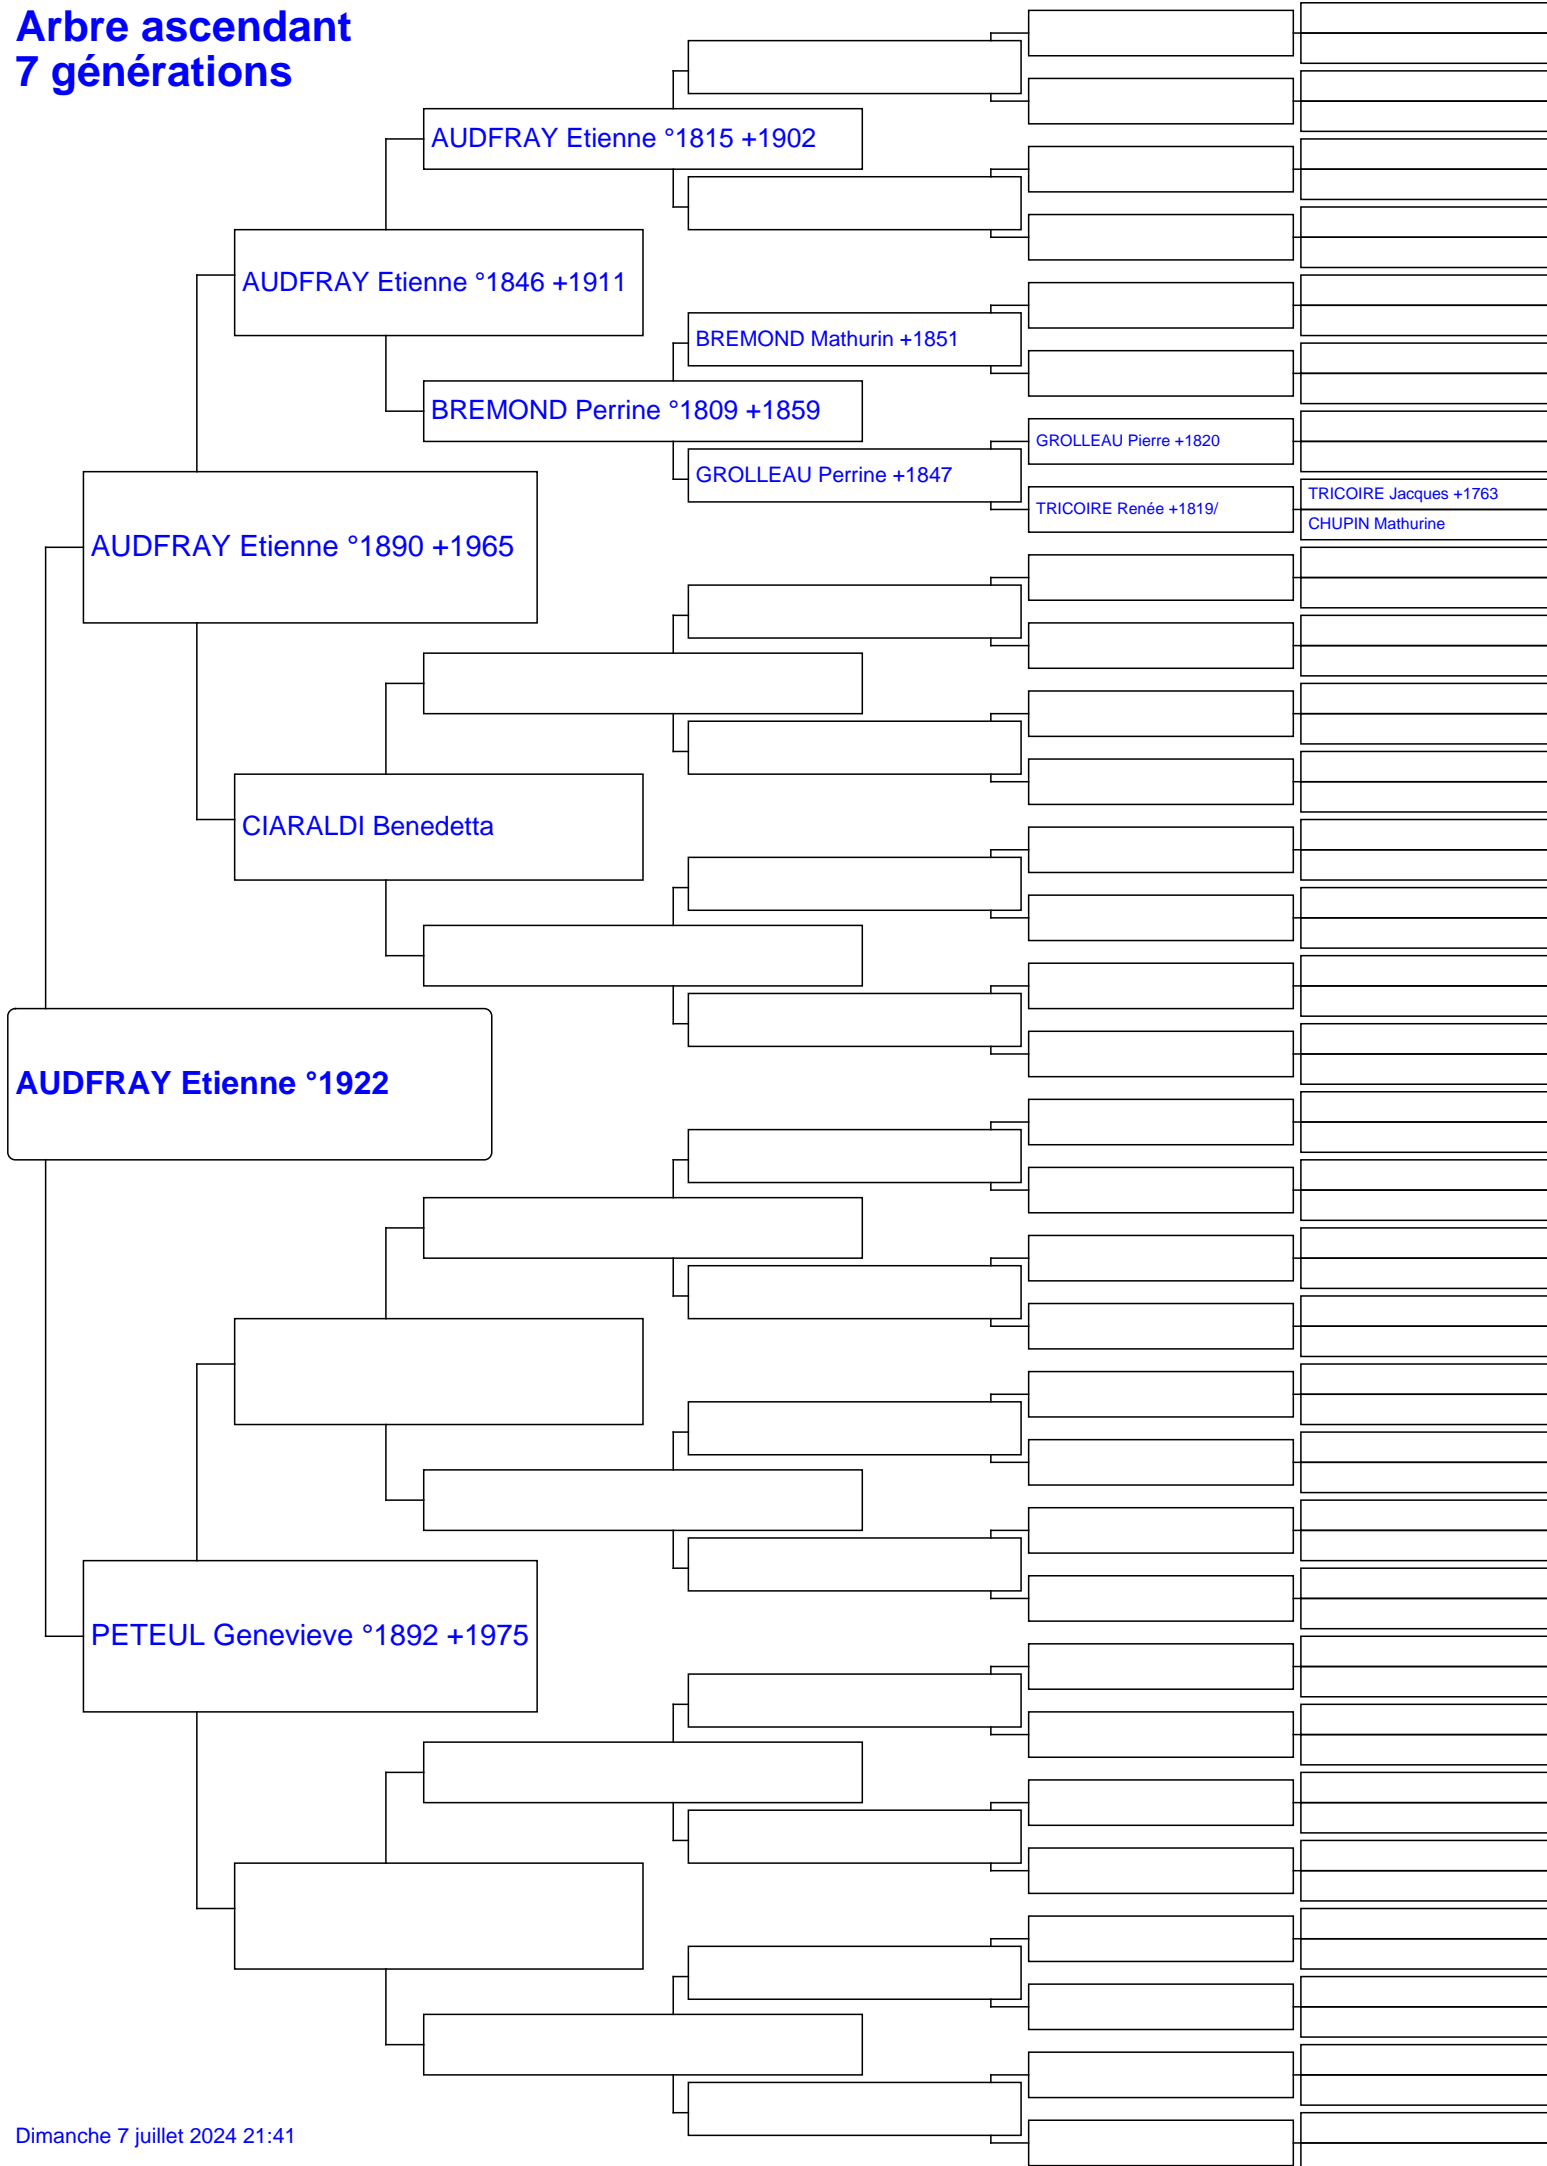 Arbre ascendant
7 générations
AUDFRAY Etienne °1815 +1902
AUDFRAY Etienne °1846 +1911
BREMOND Mathurin +1851
BREMOND Perrine °1809 +1859
GROLLEAU Pierre +1820
GROLLEAU Perrine +1847
TRICOIRE Jacques +1763
TRICOIRE Renée +1819/
CHUPIN Mathurine
AUDFRAY Etienne °1890 +1965
CIARALDI Benedetta
AUDFRAY Etienne °1922
PETEUL Genevieve °1892 +1975
Dimanche 7 juillet 2024 21:41